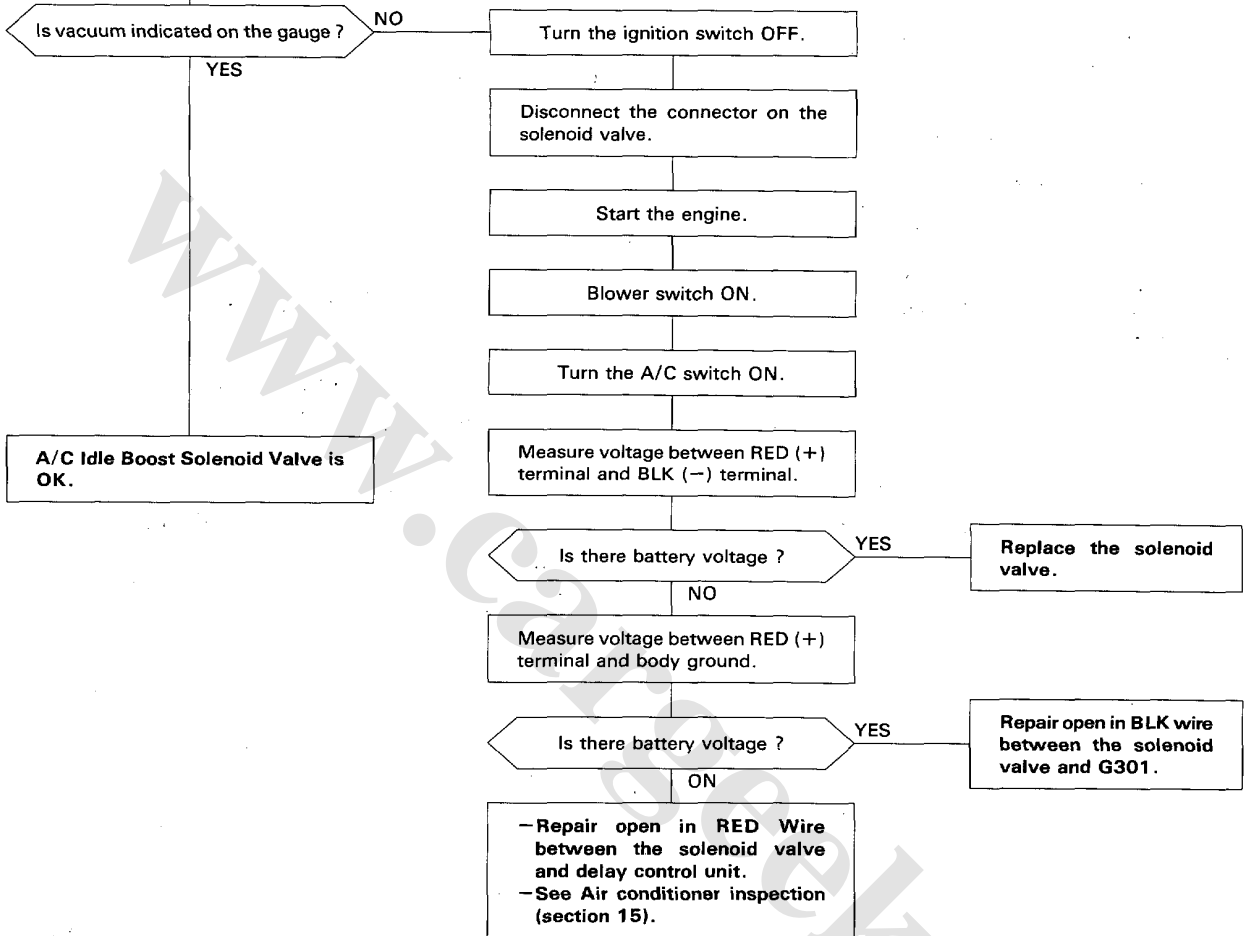 Is vacuum indicated on the gauge ?
NO
YES
Turn the ignition switch OFF.
Disconnect the connector on the
solenoid valve.
Start the engine.
Blower switch ON.
Turn the A/C switch ON.
A/C Idle Boost Solenoid Valve is
OK.
Measure voltage between RED (+)
terminal and BLK (−) terminal.
Is there battery voltage ?
YES
Replace the solenoid
valve.
NO
Measure voltage between RED (+)
terminal and body ground.
Is there battery voltage ?
YES
Repair open in BLK wire
between the solenoid
valve and G301.
ON
−Repair open in RED Wire
between the solenoid valve
and delay control unit.
−See Air conditioner inspection
(section 15).
www.cargeek